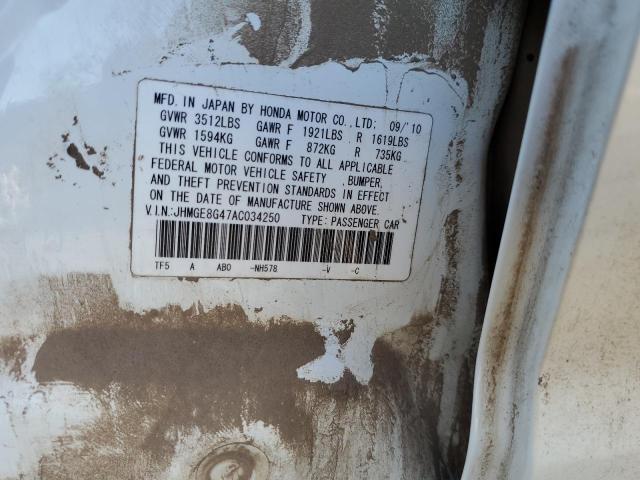 MFD. IN JAPAN BY HONDA MOTOR CO., LTD: 09/'10
GVWR 3512LBS GAWR F 1921LBS R 1619LBS
GVWR 1594KG GAWR F 872KG R 735KG
THIS VEHICLE CONFORMS TO ALL APPLICABLE
FEDERAL MOTOR VEHICLE SAFETY , BUMPER,
AND THEFT PREVENTION STANDARDS IN EFFECT
ON THE DATE OF MANUFACTURE SHOWN ABOVE.
V.I.N.:JHMGE8G47AC034250 TYPE: PASSENGER CAR
TF5 A AB0 -NH578 -V -C